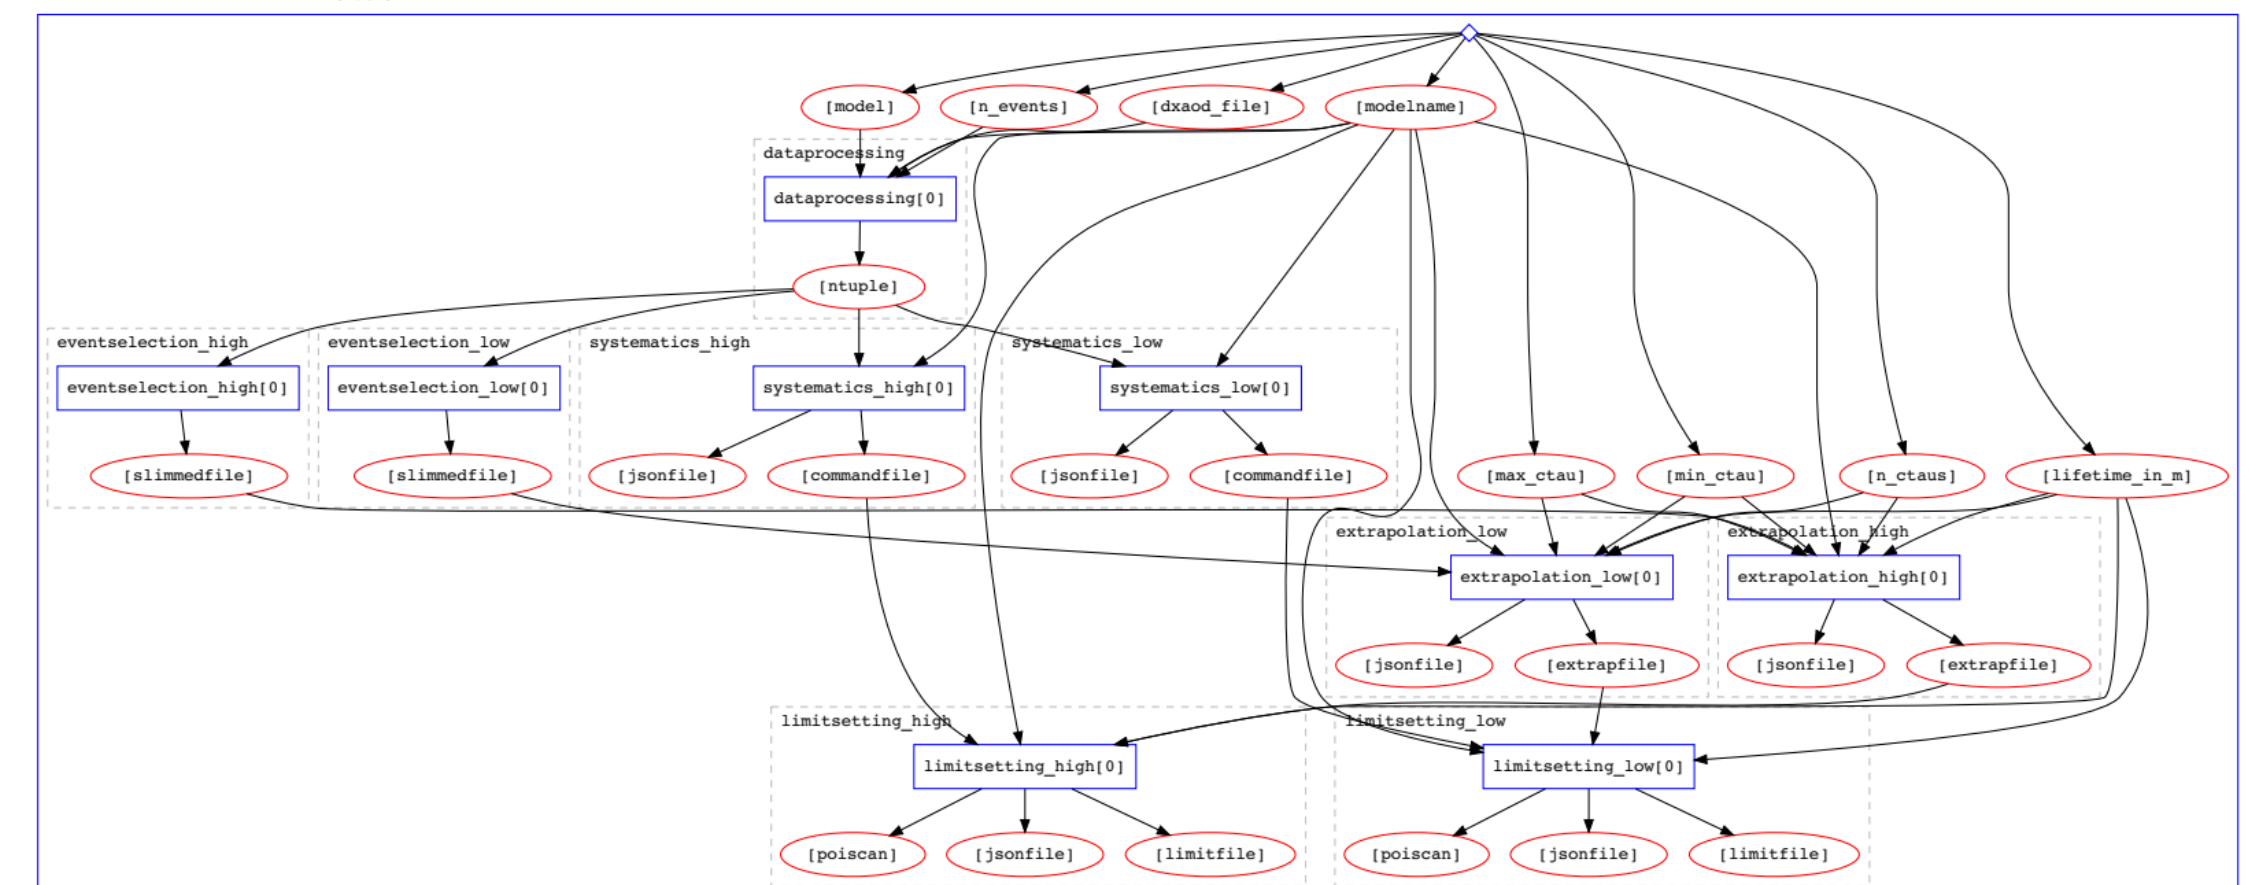 [model]
[n_events]
[dxaod_file]
[modelname]
dataprocessing
dataprocessing[0]
[ntuple]
eventselection_high
eventselection_low
systematics_high
systematics_low
eventselection_high[0]
eventselection_low[0]
systematics_high[0]
systematics_low[0]
[slimmedfile]
[slimmedfile]
[jsonfile]
[commandfile]
[jsonfile]
[commandfile]
[max_ctau]
[min_ctau]
[n_ctaus]
[lifetime_in_m]
extrapolation_low
extrapolation_high
extrapolation_low[0]
extrapolation_high[0]
[jsonfile]
[extrapfile]
[jsonfile]
[extrapfile]
limitsetting_high
limitsetting_low
limitsetting_high[0]
limitsetting_low[0]
[poiscan]
[jsonfile]
[limitfile]
[poiscan]
[jsonfile]
[limitfile]